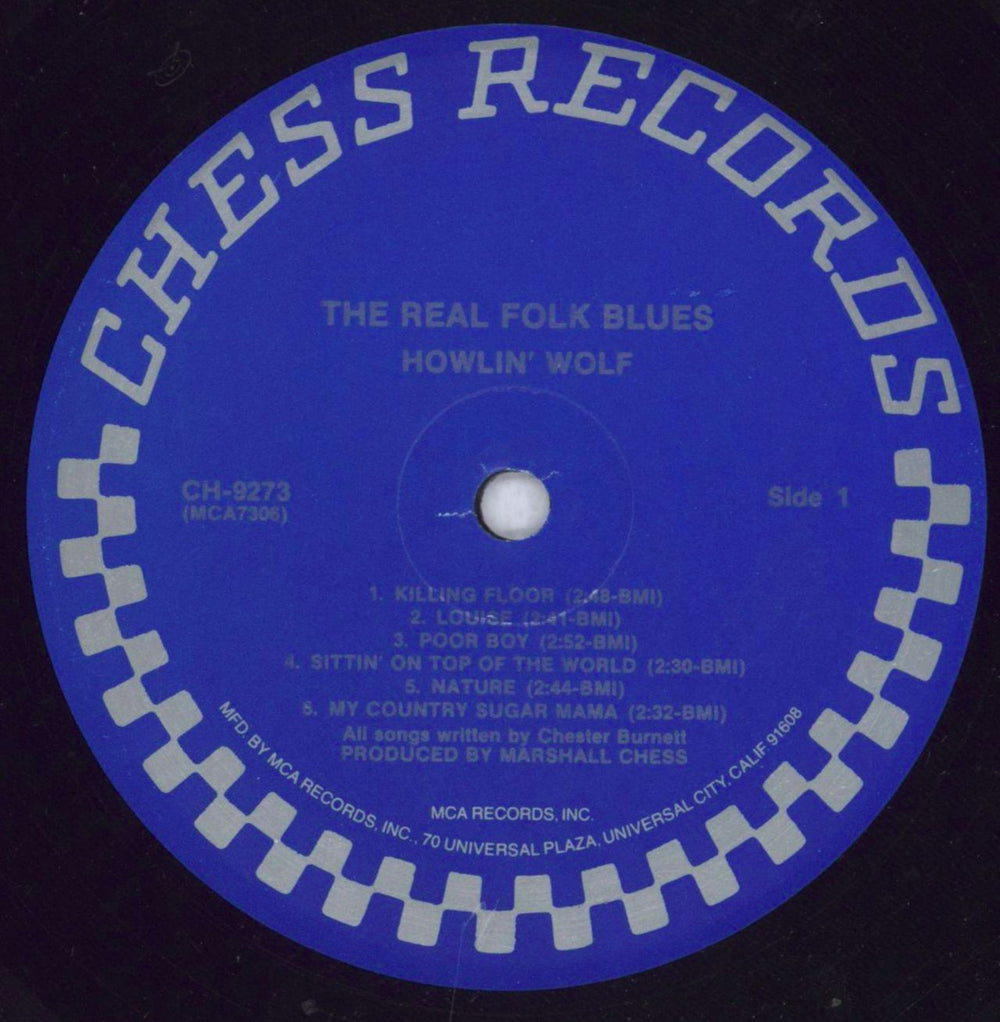 CHESS RECORDS
THE REAL FOLK BLUES
HOWLIN' WOLF
CH-9273
(MCA7306)
Side 1
1. KILLING FLOOR (2:48-BMI)
2. LOUISE (2:41-BMI)
3. POOR BOY (2:52-BMI)
4. SITTIN' ON TOP OF THE WORLD (2:30-BMI)
5. NATURE (2:44-BMI)
6. MY COUNTRY SUGAR MAMA (2:32-BMI)
All songs written by Chester Burnett
PRODUCED BY MARSHALL CHESS
MCA RECORDS, INC.
MFD. BY MCA RECORDS, INC., 70 UNIVERSAL PLAZA, UNIVERSAL CITY, CALIF 91608